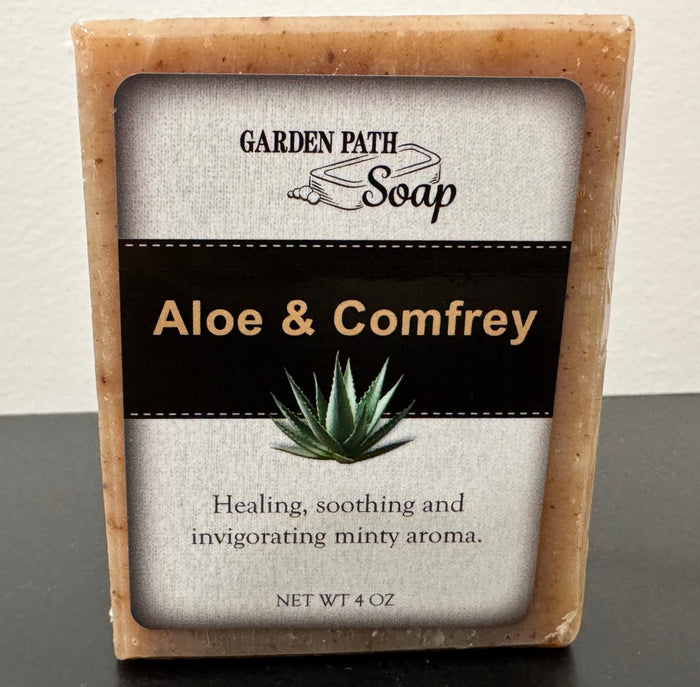 GARDEN PATH
Soap
Aloe & Comfrey
Healing, soothing and
invigorating minty aroma.
NET WT 4 OZ